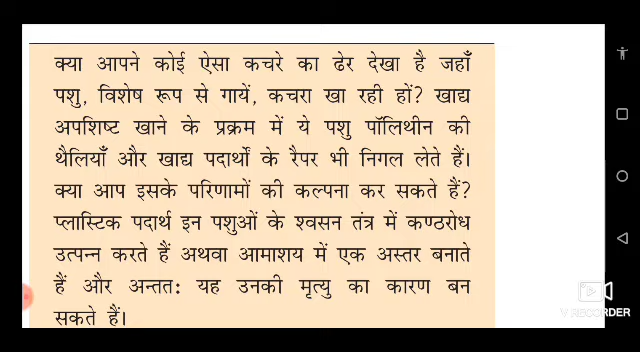 क्या आपने कोई ऐसा कचरे का ढेर देखा है जहाँ
पशु, विशेष रूप से गायें, कचरा खा रही हों? खाद्य
अपशिष्ट खाने के प्रक्रम में ये पशु पॉलिथीन की
थैलियाँ और खाद्य पदार्थों के रैपर भी निगल लेते हैं।
क्या आप इसके परिणामों की कल्पना कर सकते हैं?
प्लास्टिक पदार्थ इन पशुओं के श्वसन तंत्र में कण्ठरोध
उत्पन्न करते हैं अथवा आमाशय में एक अस्तर बनाते
हैं और अन्तत: यह उनकी मृत्यु का कारण बन
सकते हैं।
V RECORDER